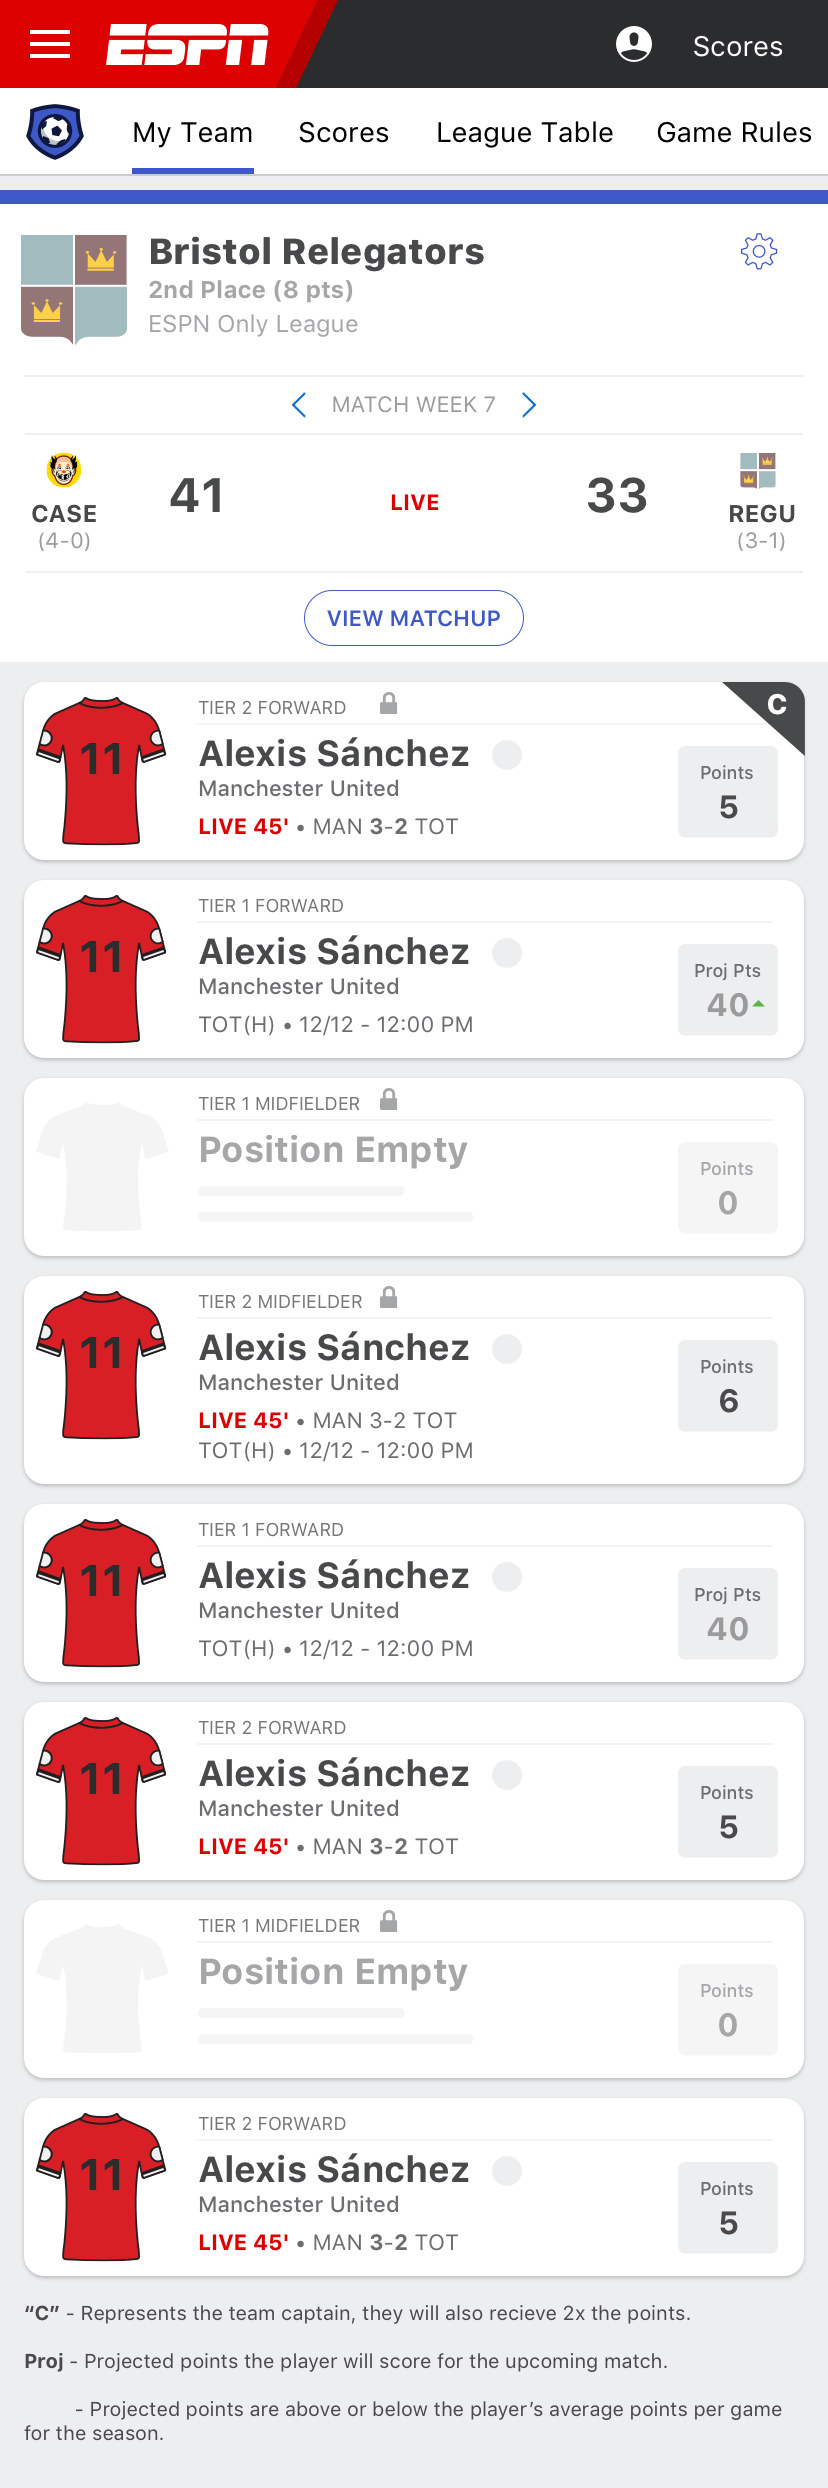 ESPN
Scores
My Team Scores League Table Game Rules
Bristol Relegators
2nd Place (8 pts)
ESPN Only League
MATCH WEEK 7
CASE 41 LIVE 33 REGU
(4-0) (3-1)
VIEW MATCHUP
TIER 2 FORWARD
C
11
Alexis Sánchez
Manchester United
LIVE 45' • MAN 3-2 TOT
Points
5
TIER 1 FORWARD
11
Alexis Sánchez
Manchester United
TOT(H) • 12/12 - 12:00 PM
Proj Pts
40
TIER 1 MIDFIELDER
Position Empty
Points
0
TIER 2 MIDFIELDER
11
Alexis Sánchez
Manchester United
LIVE 45' • MAN 3-2 TOT
TOT(H) • 12/12 - 12:00 PM
Points
6
TIER 1 FORWARD
11
Alexis Sánchez
Manchester United
TOT(H) • 12/12 - 12:00 PM
Proj Pts
40
TIER 2 FORWARD
11
Alexis Sánchez
Manchester United
LIVE 45' • MAN 3-2 TOT
Points
5
TIER 1 MIDFIELDER
Position Empty
Points
0
TIER 2 FORWARD
11
Alexis Sánchez
Manchester United
LIVE 45' • MAN 3-2 TOT
Points
5
“C” - Represents the team captain, they will also recieve 2x the points.
Proj - Projected points the player will score for the upcoming match.
- Projected points are above or below the player’s average points per game
for the season.